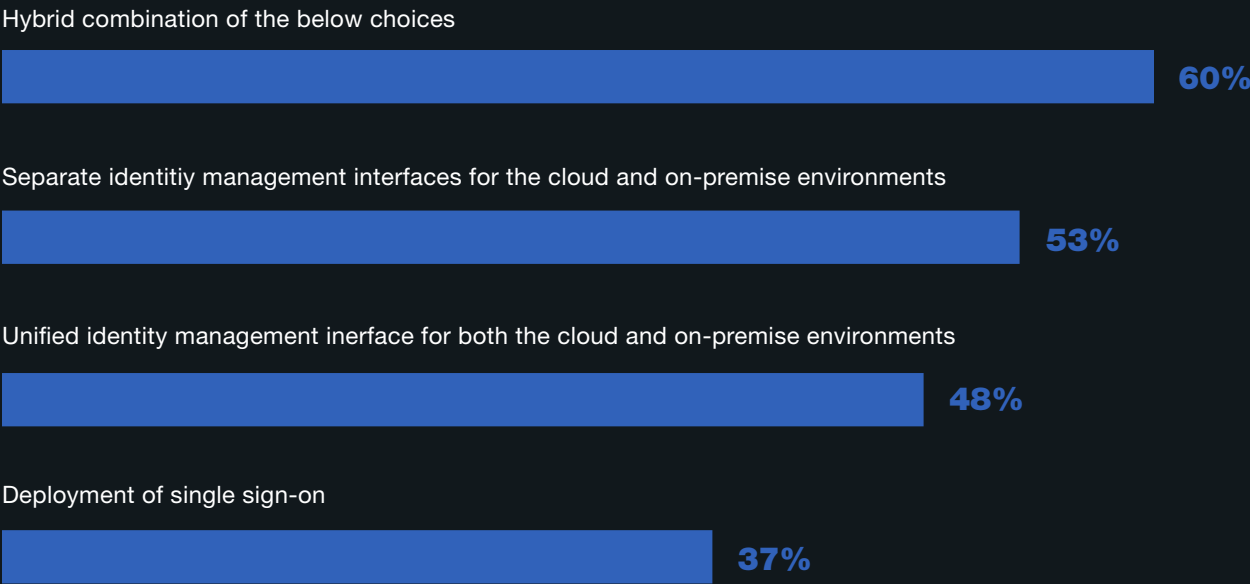 Hybrid combination of the below choices
60%
Separate identitiy management interfaces for the cloud and on-premise environments
53%
Unified identity management inerface for both the cloud and on-premise environments
48%
Deployment of single sign-on
37%